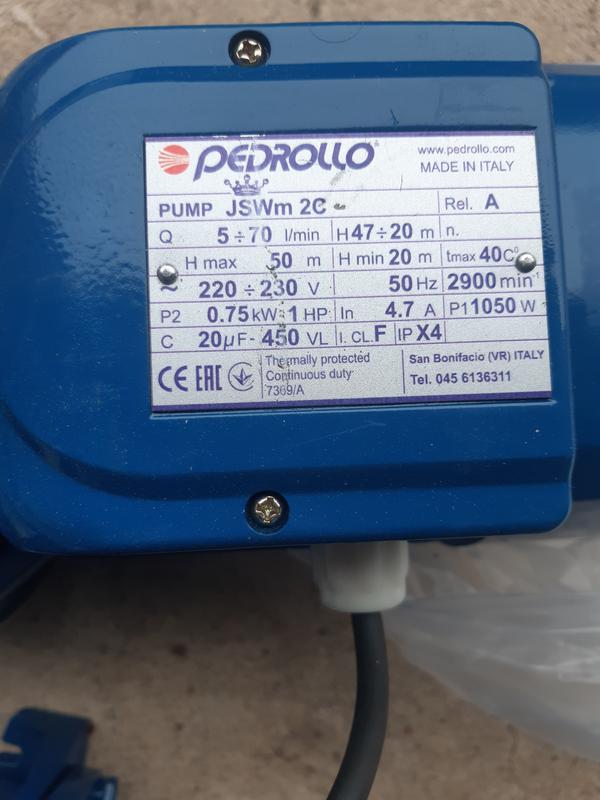 PEDROLLO®
www.pedrollo.com
MADE IN ITALY
PUMP JSWm 2C - Rel. A
Q 5÷70 l/min H 47÷20 m n.
H max 50 m H min 20 m tmax 40C°
~ 220 ÷ 230 V 50 Hz 2900 min-1
P2 0.75 kW 1 HP In 4.7 A P1 1050 W
C 20µF - 450 VL I. CL. F IP X4
CE EAC
Thermally protected
Continuous duty
7369/A
San Bonifacio (VR) ITALY
Tel. 045 6136311